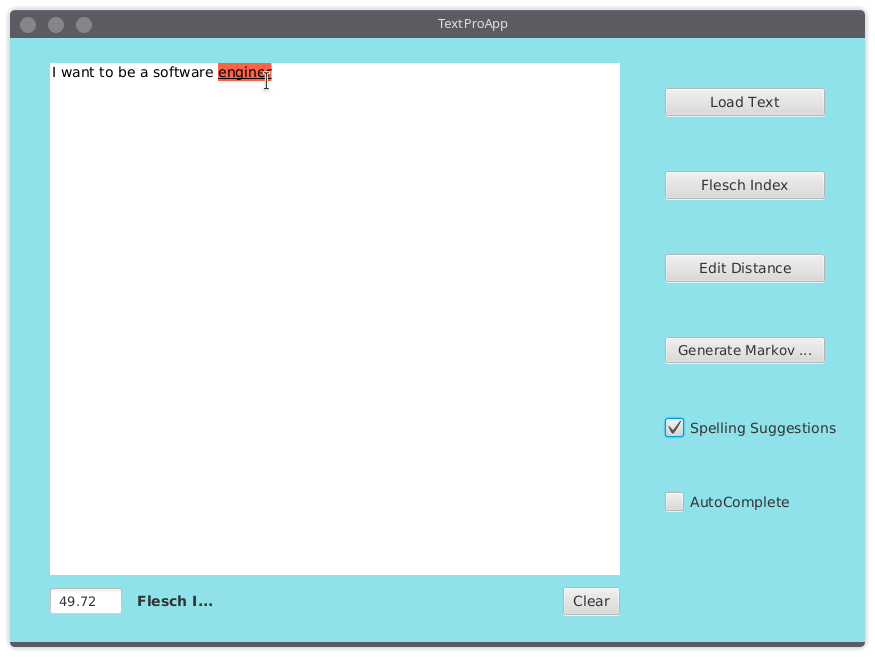 TextProApp
I want to be a software enginer
Load Text
Flesch Index
Edit Distance
Generate Markov ...
Spelling Suggestions
AutoComplete
49.72
Flesch I...
Clear